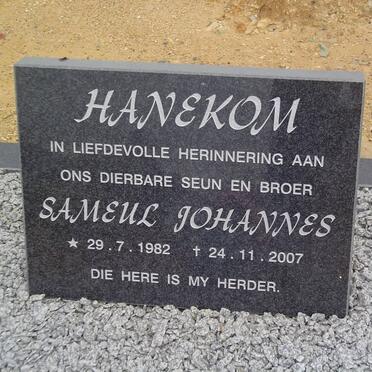 HANEKOM
IN LIEFDEVOLLE HERINNERING AAN
ONS DIERBARE SEUN EN BROER
SAMEUL JOHANNES
★ 29.7.1982 ✝ 24.11.2007
DIE HERE IS MY HERDER.